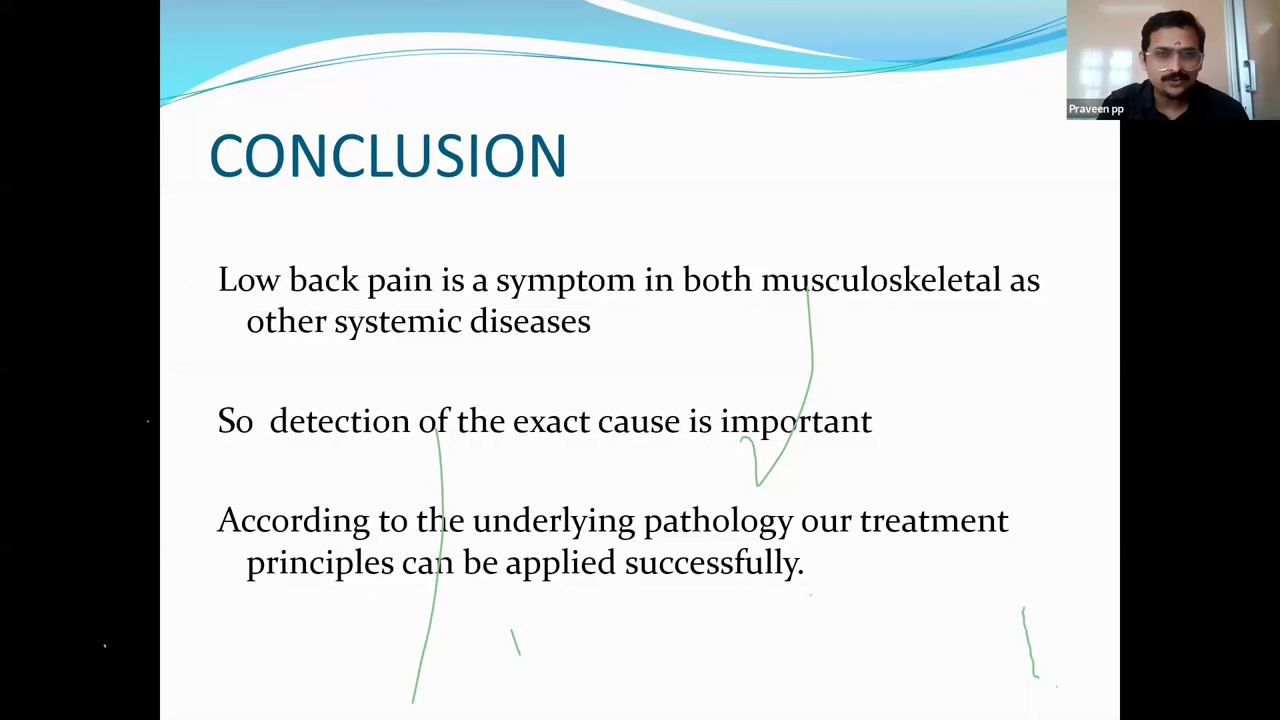 Praveen pp
CONCLUSION
Low back pain is a symptom in both musculoskeletal as
other systemic diseases
So detection of the exact cause is important
According to the underlying pathology our treatment
principles can be applied successfully.